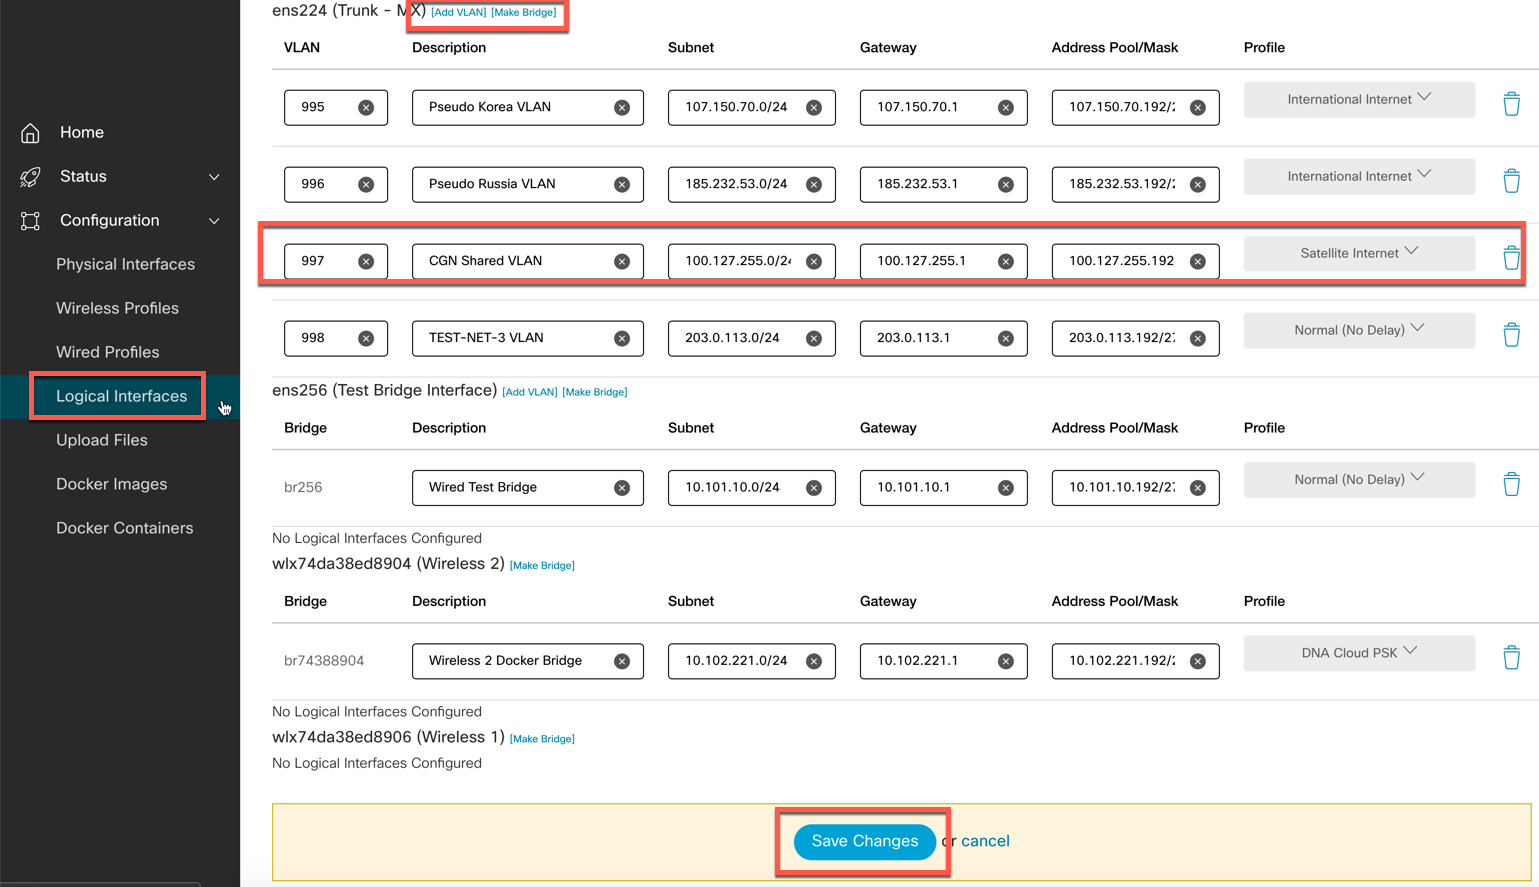 ens224 (Trunk - MX) [Add VLAN] [Make Bridge]
VLAN Description Subnet Gateway Address Pool/Mask Profile
995 Pseudo Korea VLAN 107.150.70.0/24 107.150.70.1 107.150.70.192/ International Internet
996 Pseudo Russia VLAN 185.232.53.0/24 185.232.53.1 185.232.53.192/ International Internet
997 CGN Shared VLAN 100.127.255.0/24 100.127.255.1 100.127.255.192 Satellite Internet
998 TEST-NET-3 VLAN 203.0.113.0/24 203.0.113.1 203.0.113.192/27 Normal (No Delay)
ens256 (Test Bridge Interface) [Add VLAN] [Make Bridge]
Bridge Description Subnet Gateway Address Pool/Mask Profile
br256 Wired Test Bridge 10.101.10.0/24 10.101.10.1 10.101.10.192/27 Normal (No Delay)
No Logical Interfaces Configured
wlx74da38ed8904 (Wireless 2) [Make Bridge]
Bridge Description Subnet Gateway Address Pool/Mask Profile
br74388904 Wireless 2 Docker Bridge 10.102.221.0/24 10.102.221.1 10.102.221.192/ DNA Cloud PSK
No Logical Interfaces Configured
wlx74da38ed8906 (Wireless 1) [Make Bridge]
No Logical Interfaces Configured
Save Changes or cancel
Home
Status
Configuration
Physical Interfaces
Wireless Profiles
Wired Profiles
Logical Interfaces
Upload Files
Docker Images
Docker Containers